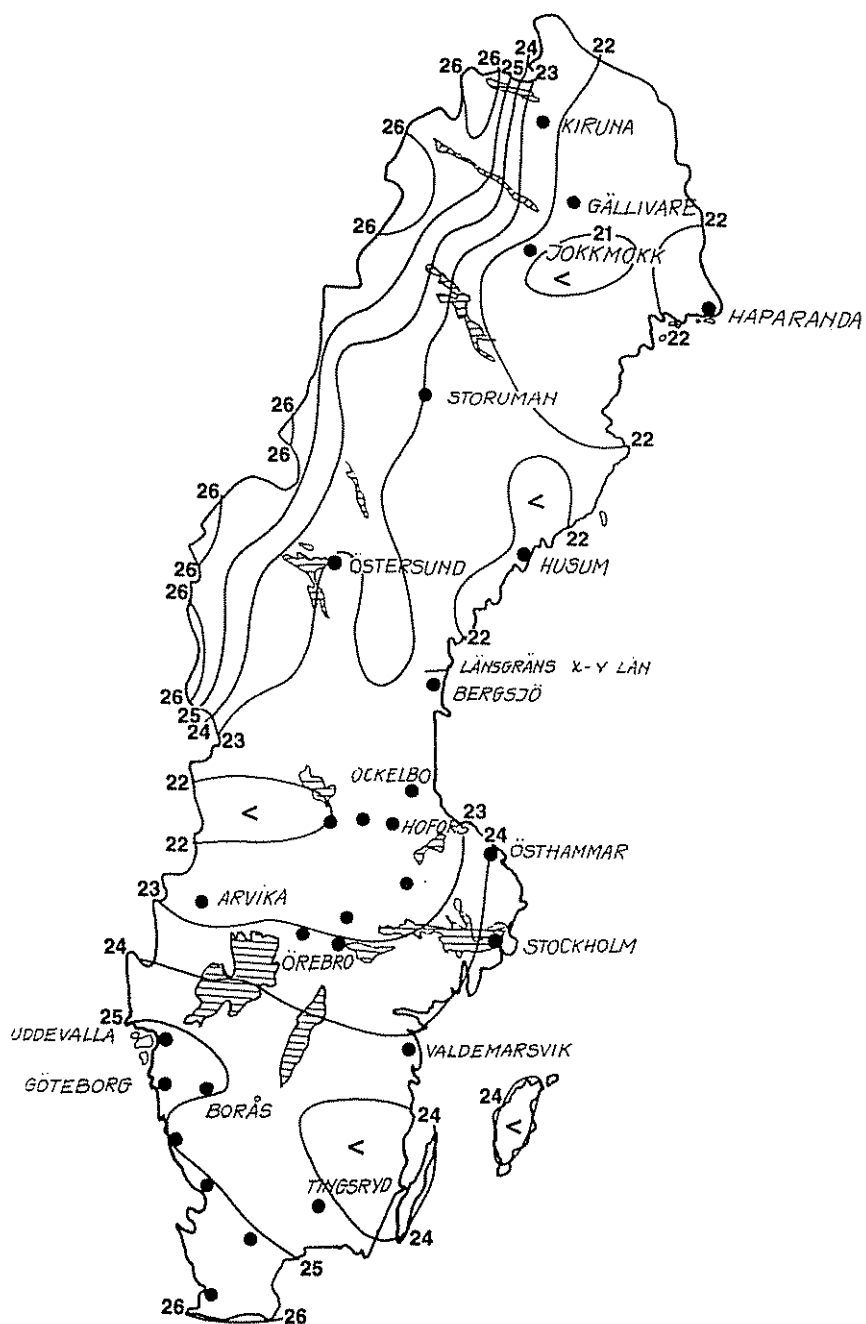 26 26 25 24 23 22
26
KIRUNA
26
GÄLLIVARE
22
21
JOKKMOKK
<
HAPARANDA
22
STORUMAN
26
26
22
26
<
22
HUSUM
26
ÖSTERSUND
26
22
LÄNSGRÄNS X-Y LÄN
BERGSJÖ
26
25
24
23
22
OCKELBO
<
HOFORS
23
24
ÖSTHAMMAR
22
23
ARVIKA
STOCKHOLM
24
ÖREBRO
25
UDDEVALLA
VALDEMARSVIK
GÖTEBORG
BORÅS
24
24
<
<
TINGSRYD
24
25
26
26